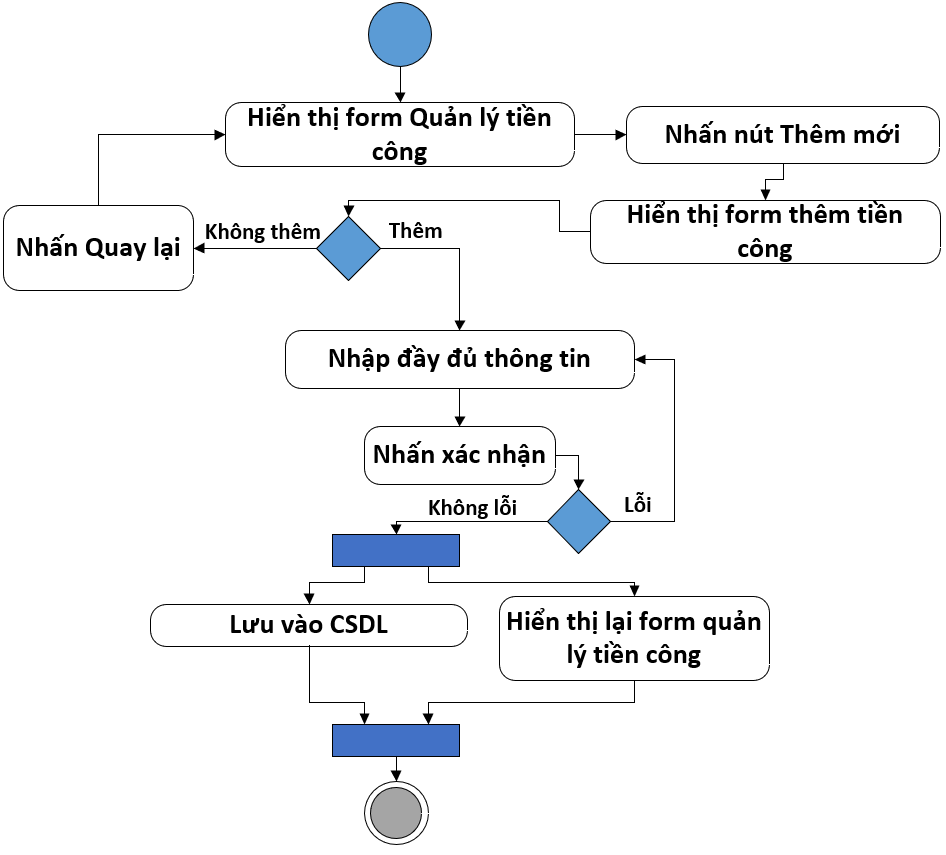 Hiển thị form Quản lý tiền
công
Nhấn nút Thêm mới
Hiển thị form thêm tiền
công
Nhấn Quay lại
Không thêm
Thêm
Nhập đầy đủ thông tin
Nhấn xác nhận
Không lỗi
Lỗi
Lưu vào CSDL
Hiển thị lại form quản
lý tiền công